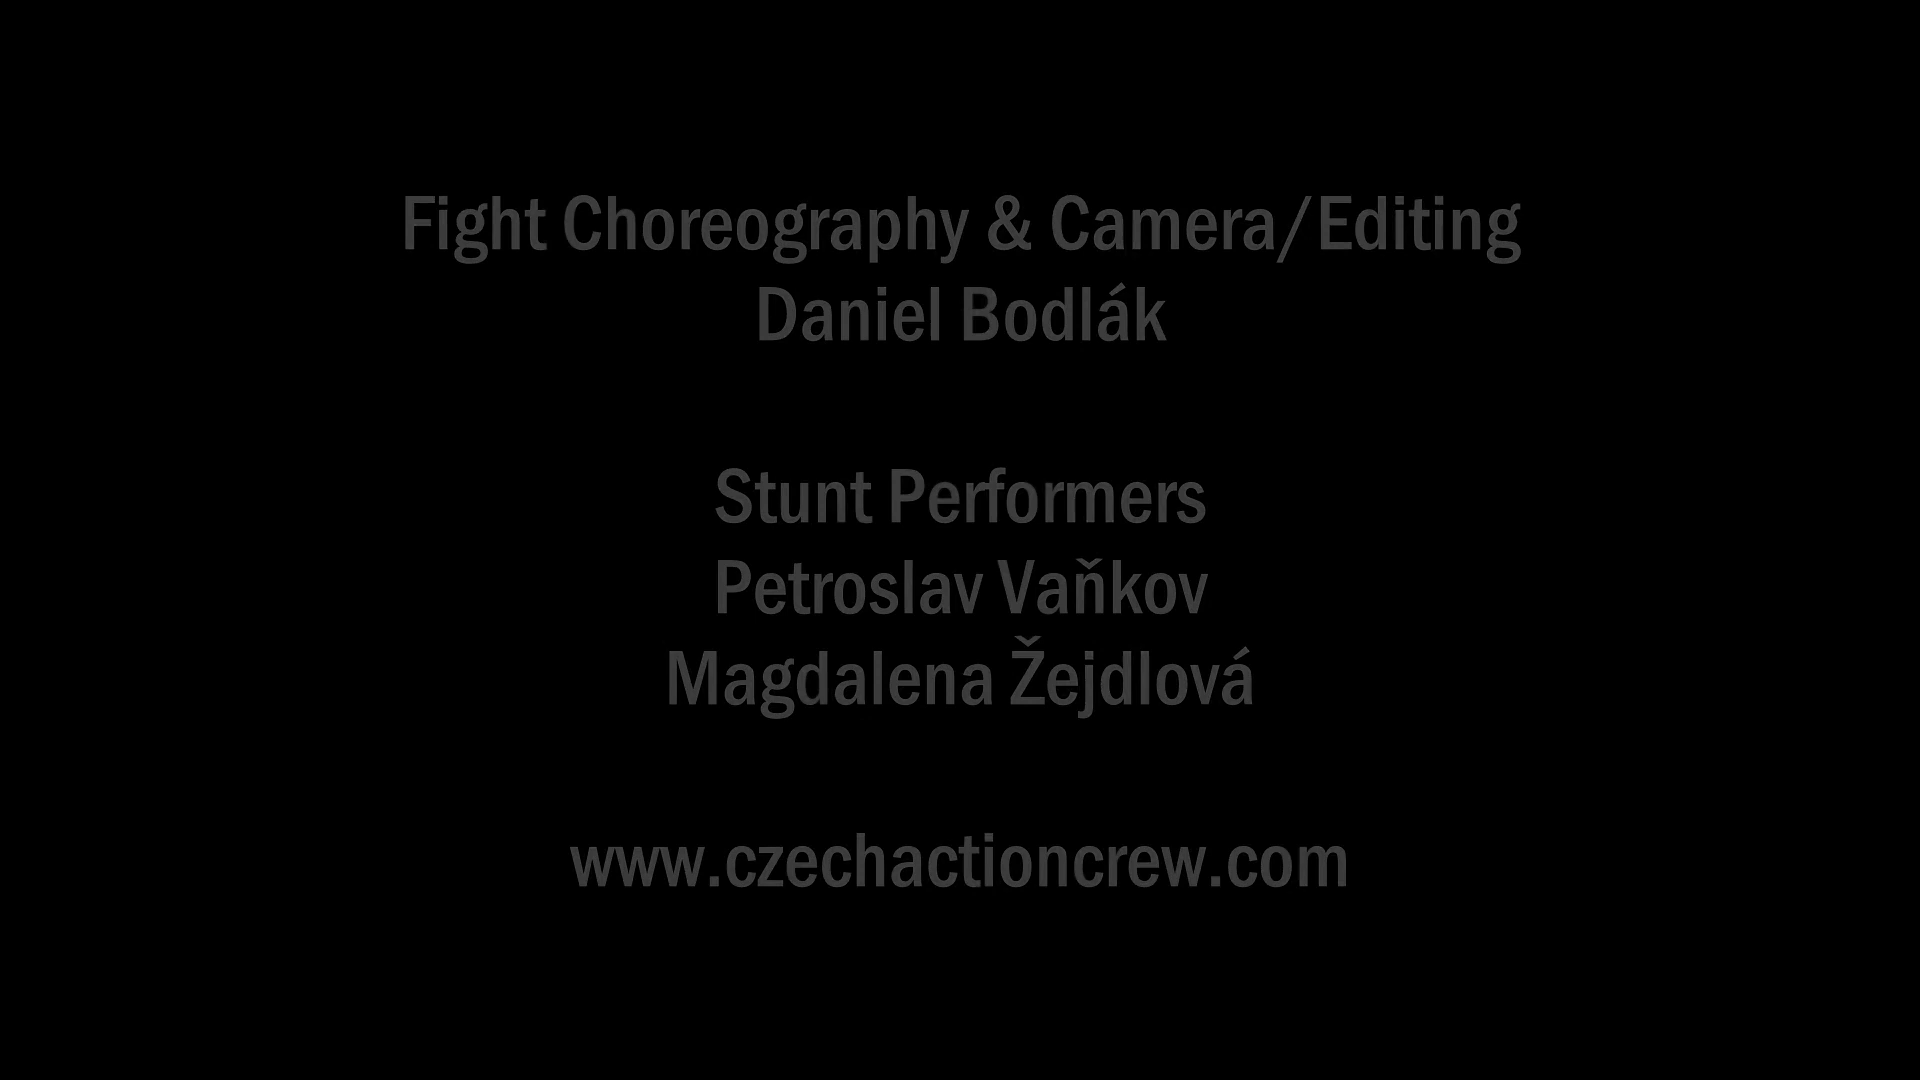 Fight Choreography & Camera/Editing
Daniel Bodlák
Stunt Performers
Petroslav Vaňkov
Magdalena Žejdlová
www.czechactioncrew.com